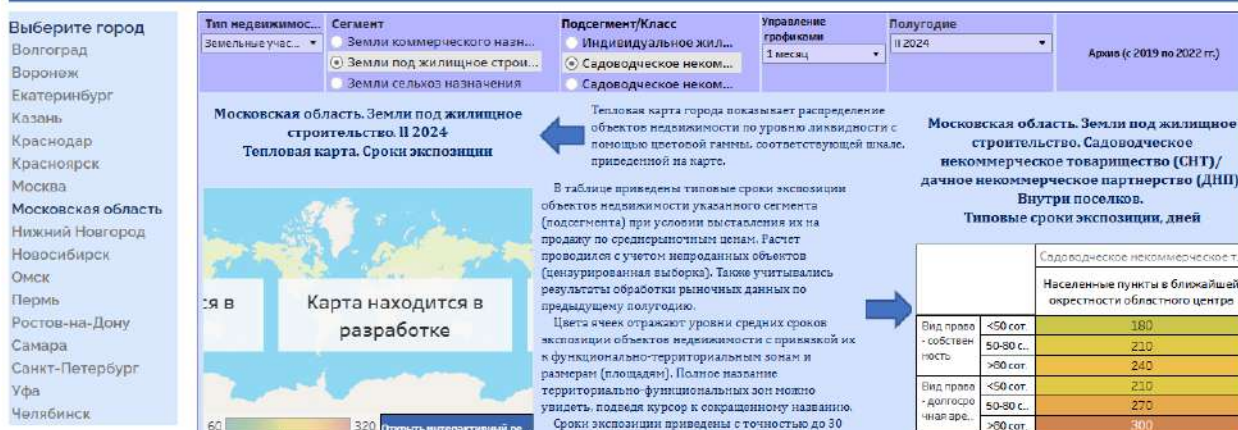 Выберите город
Волгоград
Воронеж
Екатеринбург
Казань
Краснодар
Красноярск
Москва
Московская область
Нижний Новгород
Новосибирск
Омск
Пермь
Ростов-на-Дону
Самара
Санкт-Петербург
Уфа
Челябинск
Тип недвижимос...
Земельные учас...
Сегмент
Земли коммерческого назн...
Земли под жилищное строи...
Земли сельхоз назначения
Подсегмент/Класс
Индивидуальное жил...
Садоводческое неком...
Садоводческое неком...
Управление
графиками
1 месяц
Полугодие
II 2024
Архив (с 2019 по 2022 гг.)
Московская область. Земли под жилищное
строительство. II 2024
Тепловая карта. Сроки экспозиции
Тепловая карта города показывает распределение
объектов недвижимости по уровню ликвидности с
помощью цветовой гаммы, соответствующей шкале,
приведенной на карте.
В таблице приведены типовые сроки экспозиции
объектов недвижимости указанного сегмента
(подсегмента) при условии выставления их на
продажу по среднерыночным ценам. Расчет
проводился с учетом непроданных объектов
(цензурированная выборка). Также учитывались
результаты обработки рыночных данных по
предыдущему полугодию.
Цвета ячеек отражают уровни средних сроков
экспозиции объектов недвижимости с привязкой их
к функционально-территориальным зонам и
размерам (площадям). Полное название
территориально-функциональных зон можно
увидеть, подведя курсор к сокращенному названию.
Сроки экспозиции приведены с точностью до 30
ся в
Карта находится в
разработке
60
320
Московская область. Земли под жилищное
строительство. Садоводческое
некоммерческое товарищество (СНТ)/
дачное некоммерческое партнерство (ДНП)
Внутри поселков.
Типовые сроки экспозиции, дней
Садоводческое некоммерческое т..
Населенные пункты в ближайшей
окрестности областного центра
Вид права
- собствен
ность
<50 сот. 180
50-80 с.. 210
>80 сот. 240
Вид права
- долгосро
чная аре..
<50 сот. 210
50-80 с.. 270
>80 сот. 300